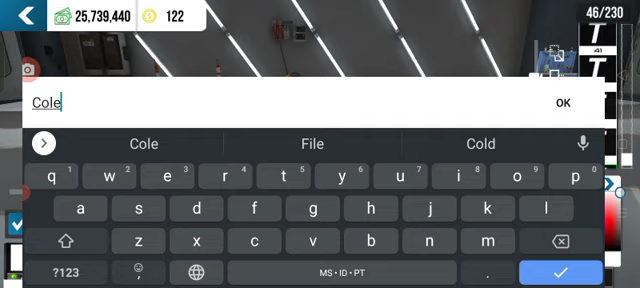 25,739,440 122 46/230
T
41
T
Cole OK
Cole File Cold
q 1 w 2 e 3 r 4 t 5 y 6 u 7 i 8 o 9 p 0
a s d f g h j k l
z x c v b n m
?123 , MS • ID • PT .